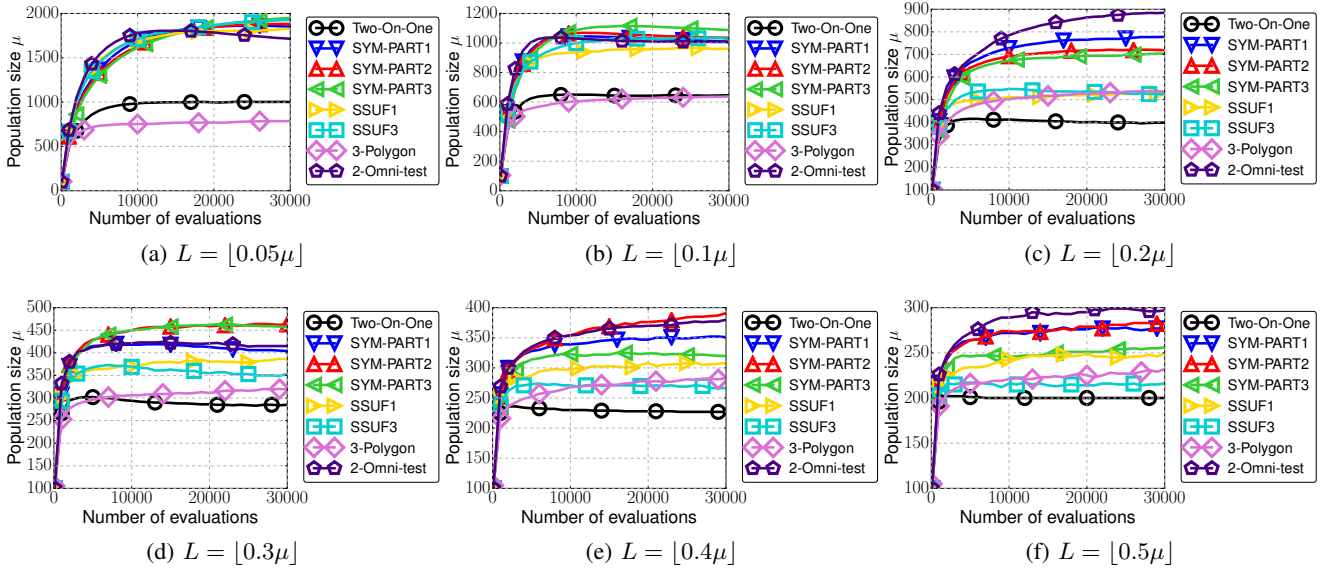 Population size μ
2000
1500
1000
500
0
0
10000
20000
30000
Number of evaluations
Two-On-One
SYM-PART1
SYM-PART2
SYM-PART3
SSUF1
SSUF3
3-Polygon
2-Omni-test
(a) L = ⌊0.05μ⌋
Population size μ
1200
1000
800
600
400
200
0
0
10000
20000
30000
Number of evaluations
Two-On-One
SYM-PART1
SYM-PART2
SYM-PART3
SSUF1
SSUF3
3-Polygon
2-Omni-test
(b) L = ⌊0.1μ⌋
Population size μ
900
800
700
600
500
400
300
200
100
0
10000
20000
30000
Number of evaluations
Two-On-One
SYM-PART1
SYM-PART2
SYM-PART3
SSUF1
SSUF3
3-Polygon
2-Omni-test
(c) L = ⌊0.2μ⌋
Population size μ
500
450
400
350
300
250
200
150
100
0
10000
20000
30000
Number of evaluations
Two-On-One
SYM-PART1
SYM-PART2
SYM-PART3
SSUF1
SSUF3
3-Polygon
2-Omni-test
(d) L = ⌊0.3μ⌋
Population size μ
400
350
300
250
200
150
100
0
10000
20000
30000
Number of evaluations
Two-On-One
SYM-PART1
SYM-PART2
SYM-PART3
SSUF1
SSUF3
3-Polygon
2-Omni-test
(e) L = ⌊0.4μ⌋
Population size μ
300
250
200
150
100
0
10000
20000
30000
Number of evaluations
Two-On-One
SYM-PART1
SYM-PART2
SYM-PART3
SSUF1
SSUF3
3-Polygon
2-Omni-test
(f) L = ⌊0.5μ⌋